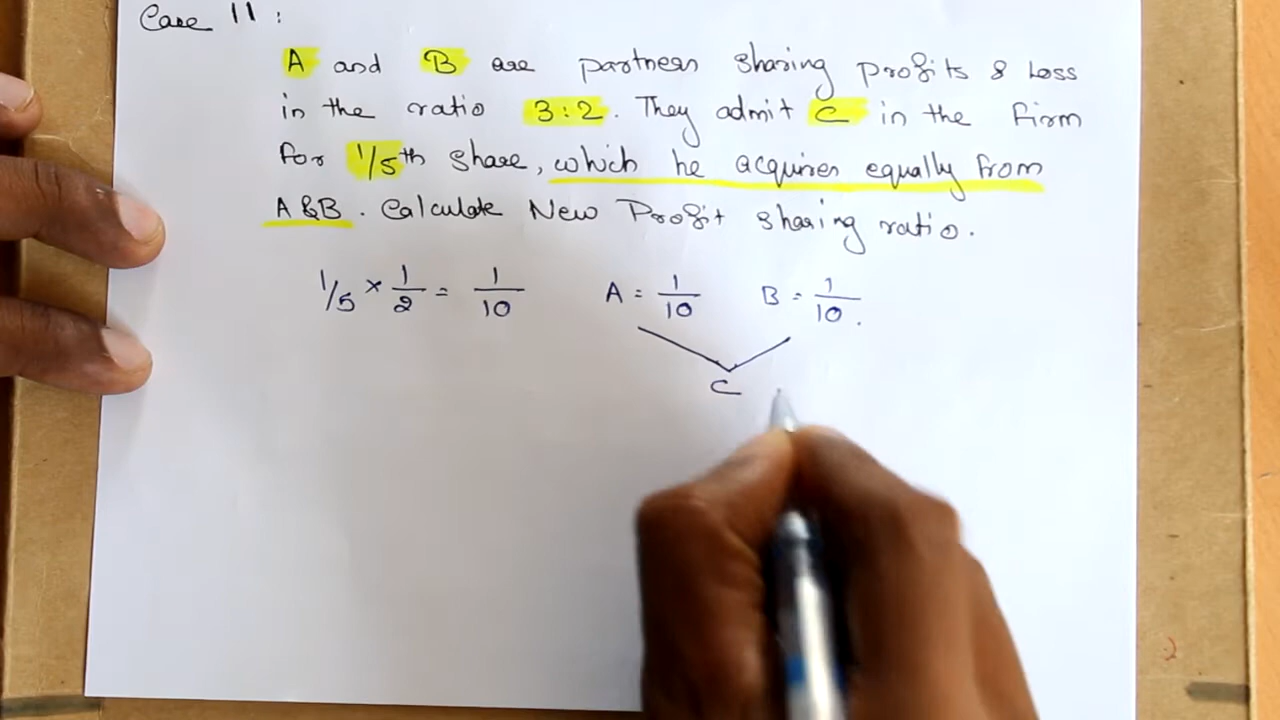 Case 11 :
A and B are partners sharing profits & Loss
in the ratio 3:2. They admit C in the firm
for 1/5th share, which he acquires equally from
A & B. Calculate New Profit sharing ratio.
1/5 × 1/2 = 1/10 A = 1/10 B = 1/10.
C